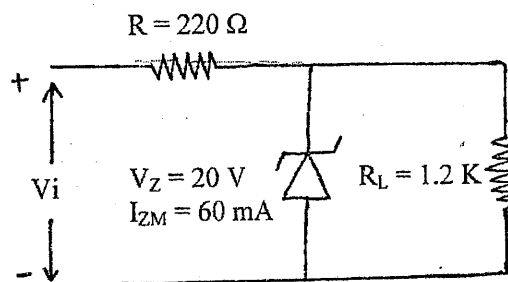 R = 220 Ω
+
Vi
V_Z = 20 V
I_ZM = 60 mA
R_L = 1.2 K
-